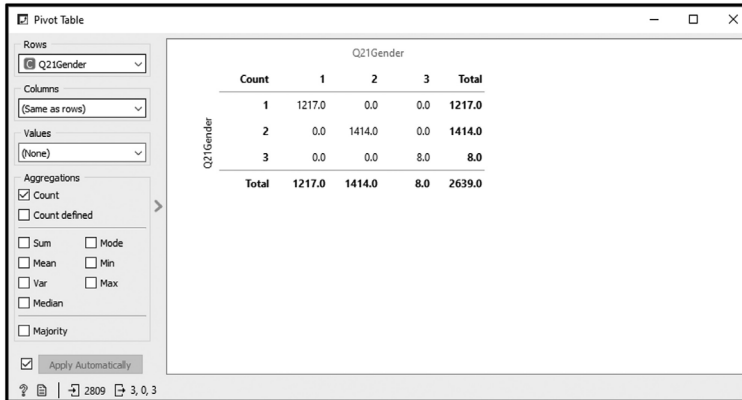 Pivot Table
Rows
C Q21Gender
Columns
(Same as rows)
Values
(None)
Aggregations
Count
Count defined
Sum Mode
Mean Min
Var Max
Median
Majority
Apply Automatically
? 2809 3, 0, 3
Q21Gender
Count 1 2 3 Total
Q21Gender
1 1217.0 0.0 0.0 1217.0
2 0.0 1414.0 0.0 1414.0
3 0.0 0.0 8.0 8.0
Total 1217.0 1414.0 8.0 2639.0